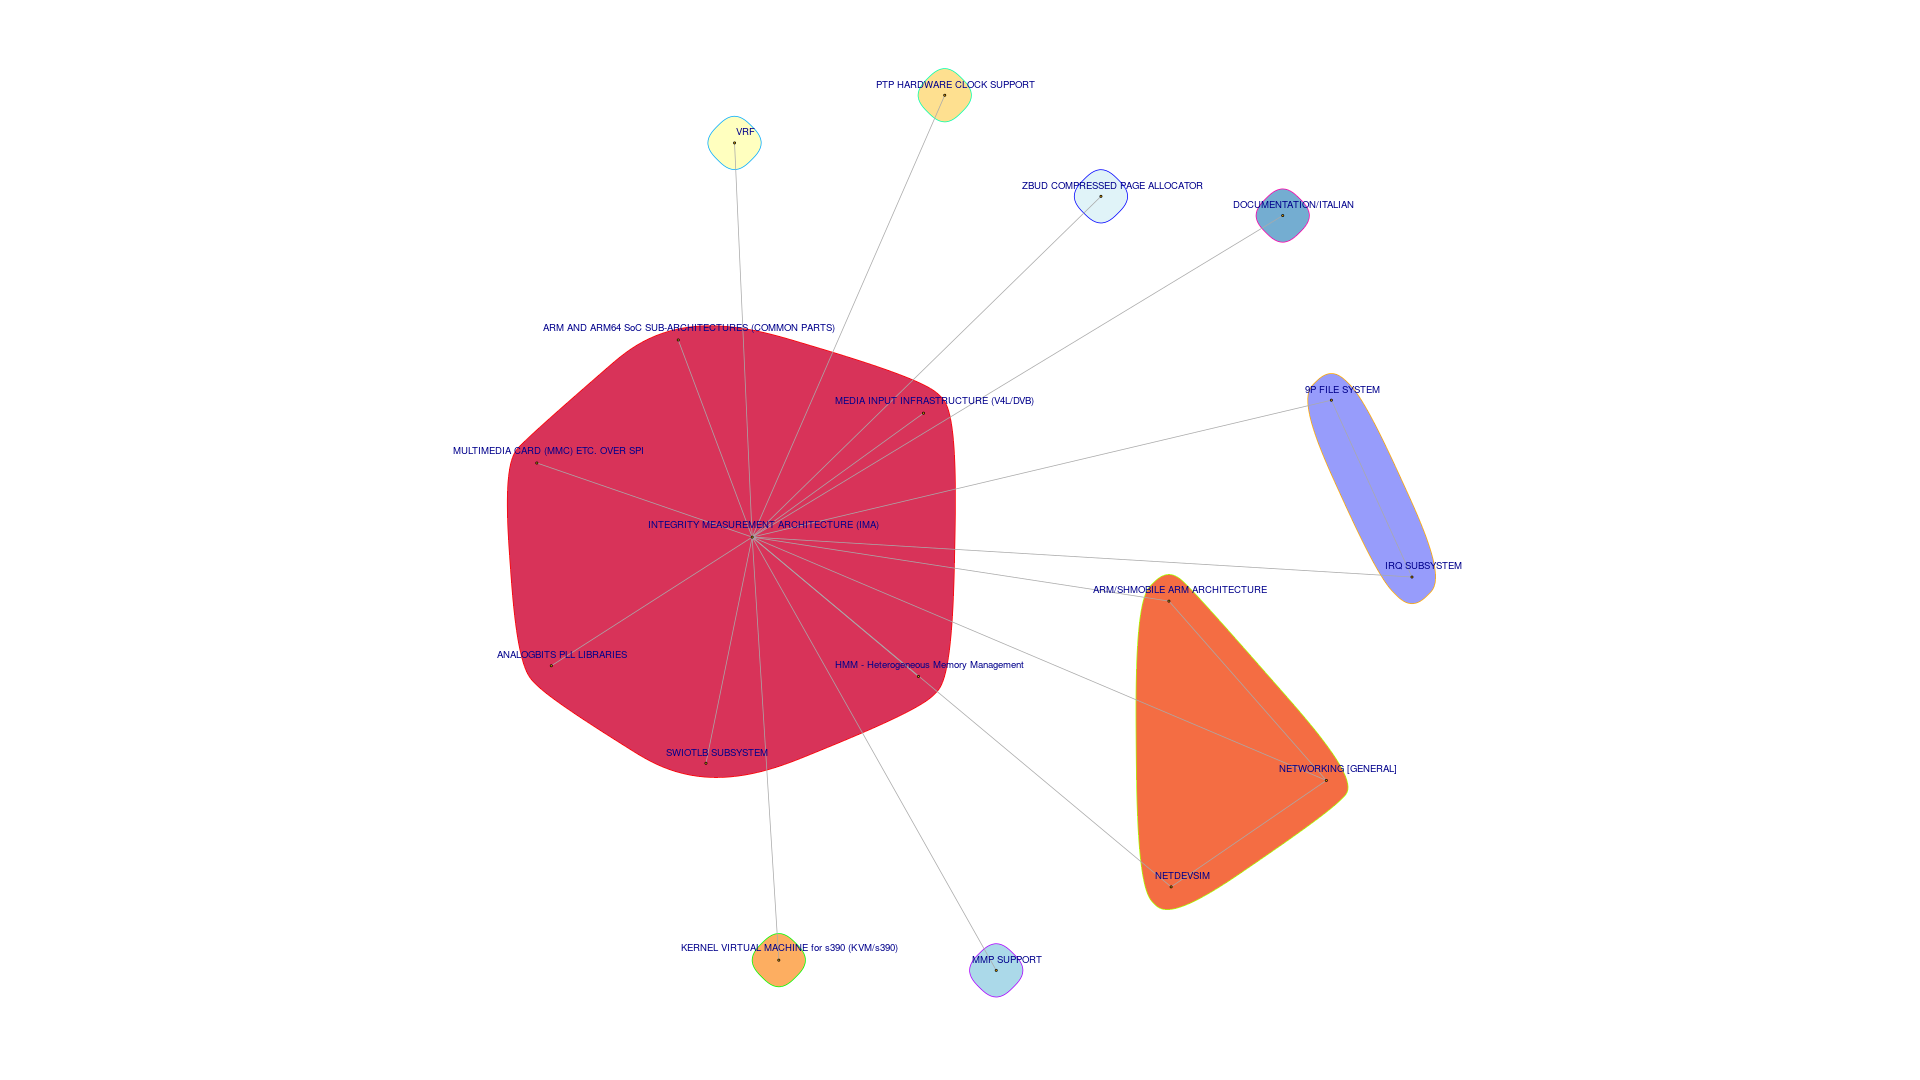 PTP HARDWARE CLOCK SUPPORT
VRF
ZBUD COMPRESSED PAGE ALLOCATOR
DOCUMENTATION/ITALIAN
ARM AND ARM64 SoC SUB-ARCHITECTURES (COMMON PARTS)
9P FILE SYSTEM
MEDIA INPUT INFRASTRUCTURE (V4L/DVB)
MULTIMEDIA CARD (MMC) ETC. OVER SPI
INTEGRITY MEASUREMENT ARCHITECTURE (IMA)
IRQ SUBSYSTEM
ARM/SHMOBILE ARM ARCHITECTURE
ANALOGBITS PLL LIBRARIES
HMM - Heterogeneous Memory Management
SWIOTLB SUBSYSTEM
NETWORKING [GENERAL]
NETDEVSIM
KERNEL VIRTUAL MACHINE for s390 (KVM/s390)
MMP SUPPORT